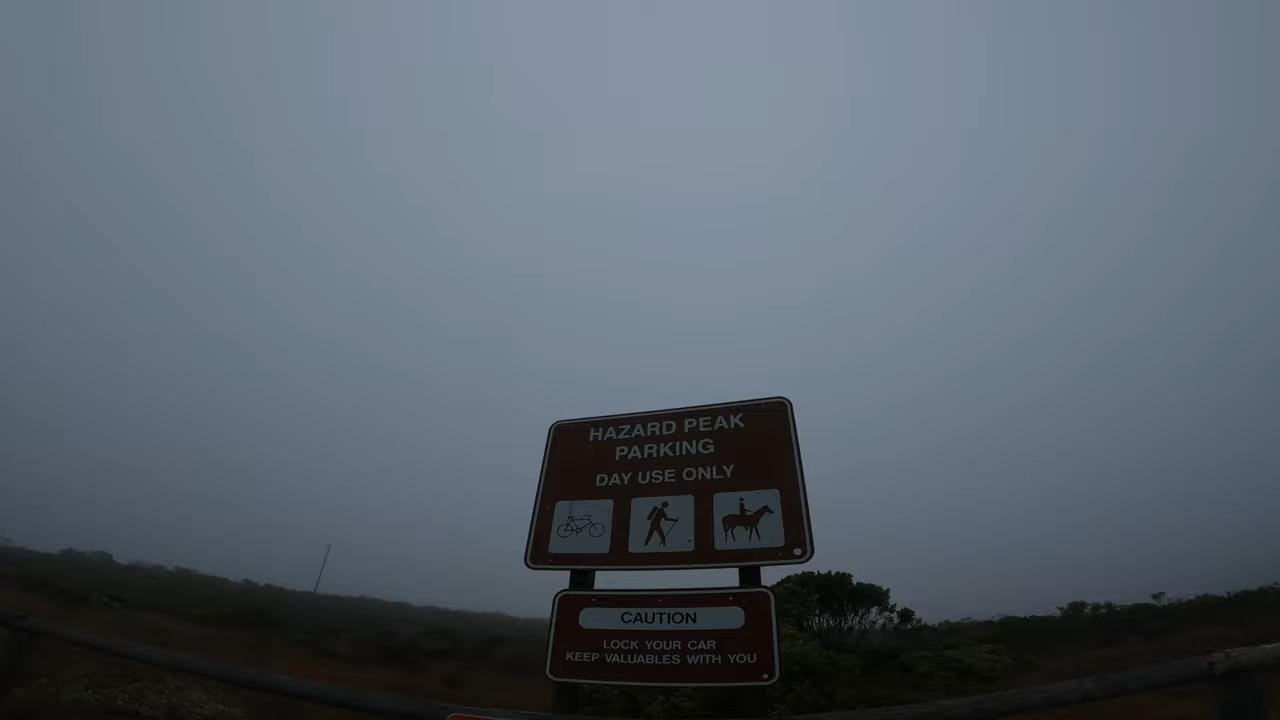 HAZARD PEAK
PARKING
DAY USE ONLY
CAUTION
LOCK YOUR CAR
KEEP VALUABLES WITH YOU